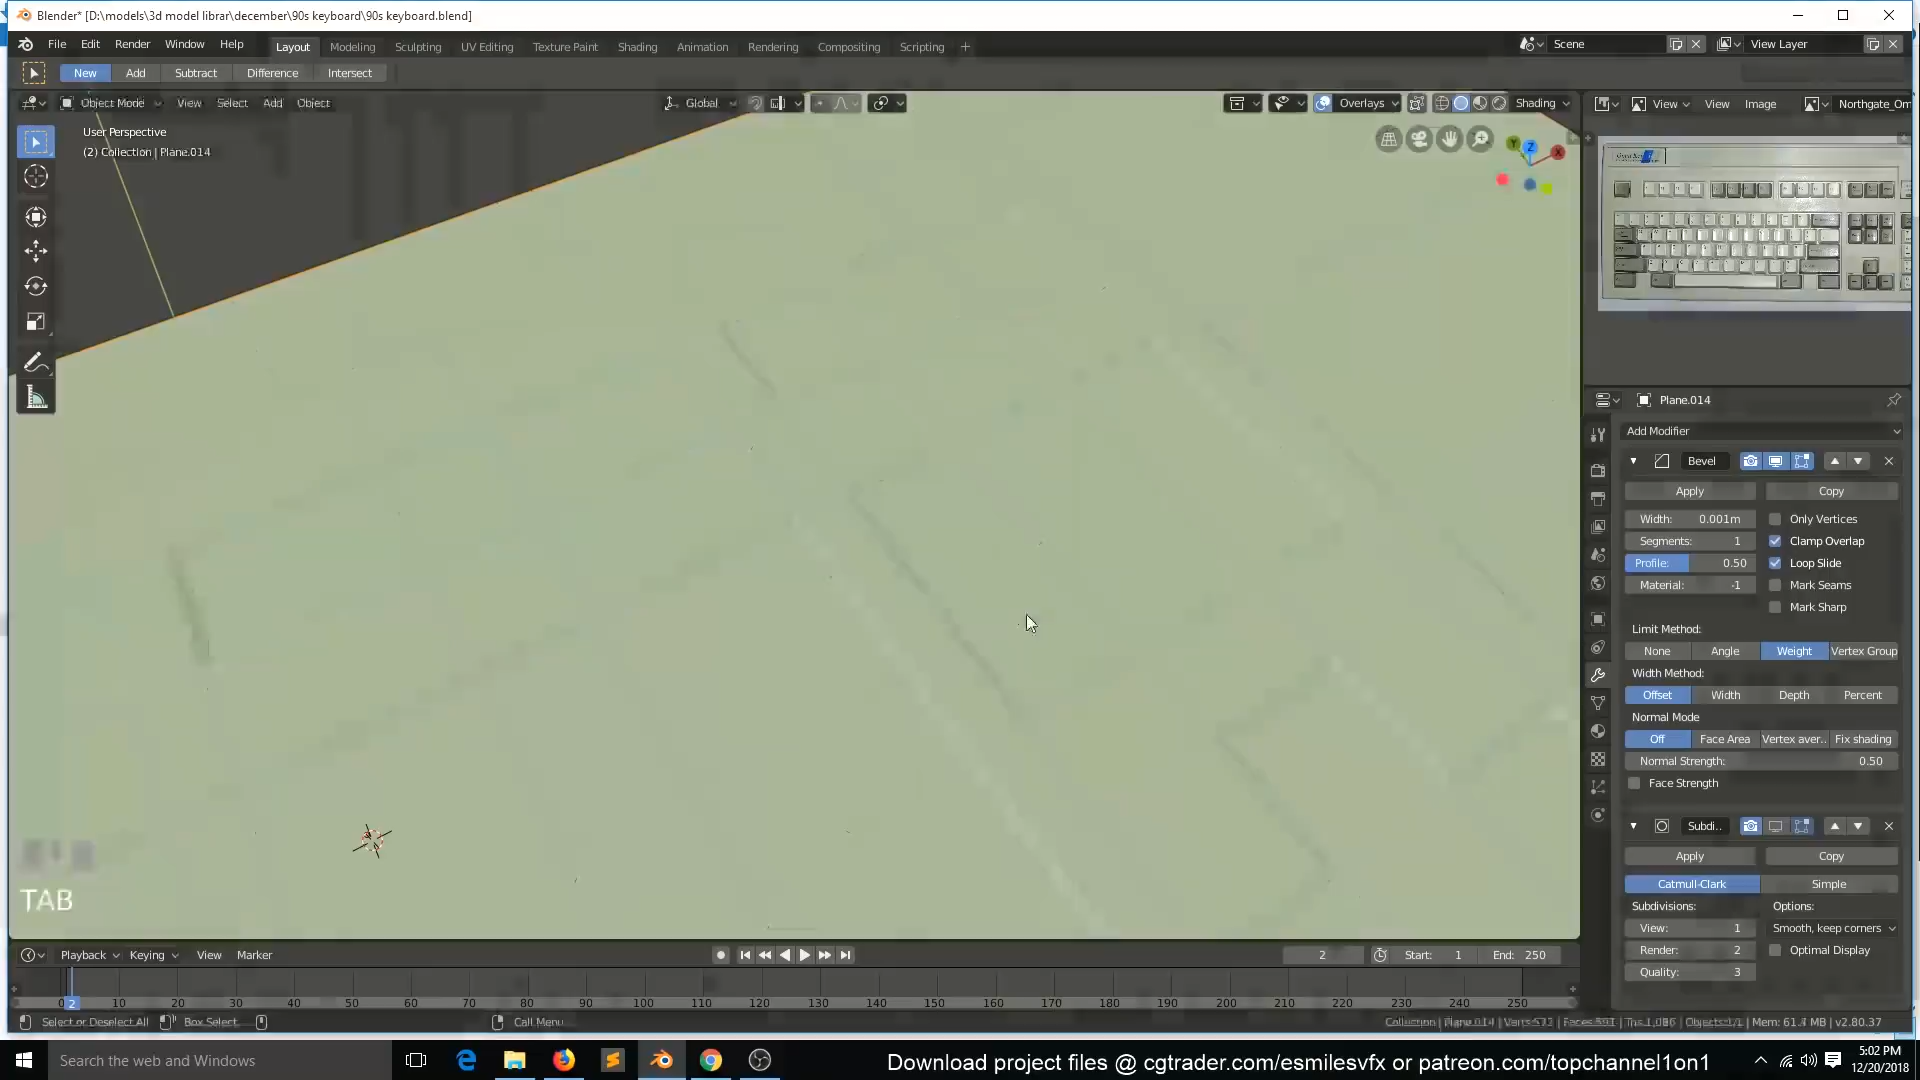 Blender* [D:\models\3d model librar\december\90s keyboard\90s keyboard.blend]
File Edit Render Window Help Layout Modeling Sculpting UV Editing Texture Paint Shading Animation Rendering Compositing Scripting + Scene View Layer
New Add Subtract Difference Intersect
Object Mode View Select Add Object Global Overlays Shading View View Image Northgate_Om
User Perspective
(2) Collection | Plane.014
Plane.014
Add Modifier
Bevel
Apply Copy
Width: 0.001m Only Vertices
Segments: 1 Clamp Overlap
Profile: 0.50 Loop Slide
Material: -1 Mark Seams
Mark Sharp
Limit Method:
None Angle Weight Vertex Group
Width Method:
Offset Width Depth Percent
Normal Mode
Off Face Area Vertex aver.. Fix shading
Normal Strength: 0.50
Face Strength
Subdi..
Apply Copy
Catmull-Clark Simple
Subdivisions: Options:
View: 1 Smooth, keep corners
Render: 2 Optimal Display
Quality: 3
TAB
Playback Keying View Marker 2 Start: 1 End: 250
0 2 10 20 30 40 50 60 70 80 90 100 110 120 130 140 150 160 170 180 190 200 210 220 230 240 250
Select or Deselect All Box Select Call Menu Collection | Plane.014 | Mem: 61.7 MB | v2.80.37
Search the web and Windows
Download project files @ cgtrader.com/esmilesvfx or patreon.com/topchannel1on1
5:02 PM
12/20/2018